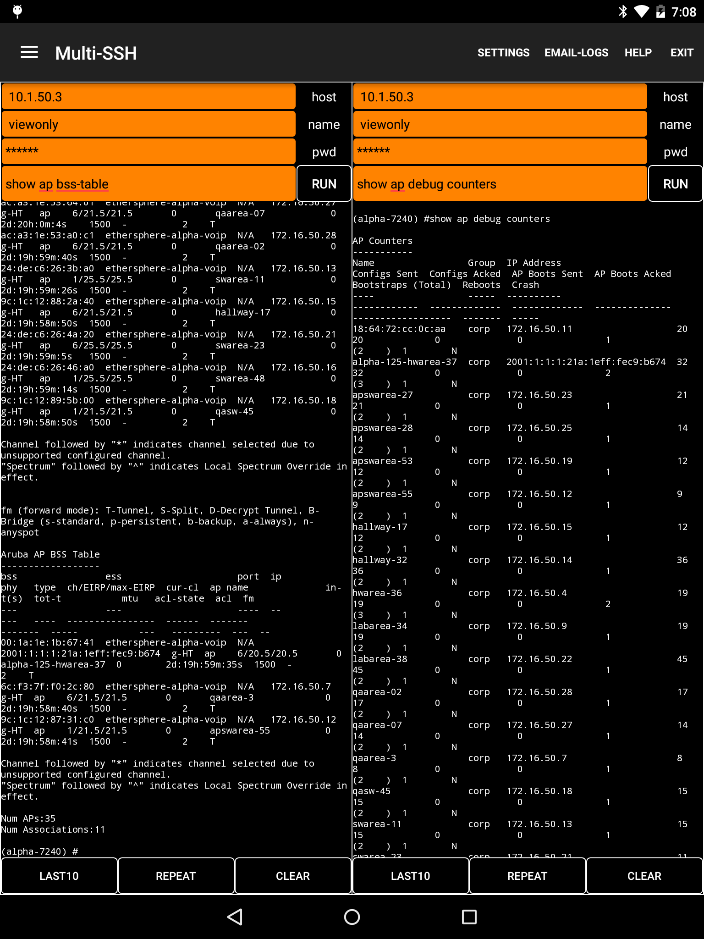 7:08
Multi-SSH
SETTINGS EMAIL-LOGS HELP EXIT
10.1.50.3 host
viewonly name
****** pwd
show ap bss-table RUN
ac:a3:1e:53:04:01 ethersphere-alpha-voip N/A 172.16.50.27
g-HT ap 6/21.5/21.5 0 qaarea-07 0
2d:20h:0m:4s 1500 - 2 T
ac:a3:1e:53:a0:c1 ethersphere-alpha-voip N/A 172.16.50.28
g-HT ap 6/21.5/21.5 0 qaarea-02 0
2d:19h:59m:40s 1500 - 2 T
24:de:c6:26:3b:a0 ethersphere-alpha-voip N/A 172.16.50.13
g-HT ap 1/25.5/25.5 0 swarea-11 0
2d:19h:59m:26s 1500 - 2 T
9c:1c:12:88:2a:40 ethersphere-alpha-voip N/A 172.16.50.15
g-HT ap 6/21.5/21.5 0 hallway-17 0
2d:19h:58m:50s 1500 - 2 T
24:de:c6:26:4a:20 ethersphere-alpha-voip N/A 172.16.50.21
g-HT ap 6/25.5/25.5 0 swarea-23 0
2d:19h:59m:5s 1500 - 2 T
24:de:c6:26:46:a0 ethersphere-alpha-voip N/A 172.16.50.16
g-HT ap 1/25.5/25.5 0 swarea-48 0
2d:19h:59m:14s 1500 - 2 T
9c:1c:12:89:5b:00 ethersphere-alpha-voip N/A 172.16.50.18
g-HT ap 1/21.5/21.5 0 qasw-45 0
2d:19h:58m:50s 1500 - 2 T
Channel followed by "*" indicates channel selected due to
unsupported configured channel.
"Spectrum" followed by "^" indicates Local Spectrum Override in
effect.
fm (forward mode): T-Tunnel, S-Split, D-Decrypt Tunnel, B-
Bridge (s-standard, p-persistent, b-backup, a-always), n-
anyspot
Aruba AP BSS Table
------------------
bss ess port ip
phy type ch/EIRP/max-EIRP cur-cl ap name in-
t(s) tot-t mtu acl-state acl fm
--- --- ---- --
--- ---- ---------------- ------ -------
------- ----- --- --------- --- --
00:1a:1e:1b:67:41 ethersphere-alpha-voip N/A
2001:1:1:1:21a:1eff:fec9:b674 g-HT ap 6/20.5/20.5 0
alpha-125-hwarea-37 0 2d:19h:59m:35s 1500 -
2 T
6c:f3:7f:f0:2c:80 ethersphere-alpha-voip N/A 172.16.50.7
g-HT ap 6/21.5/21.5 0 qaarea-3 0
2d:19h:58m:40s 1500 - 2 T
9c:1c:12:87:31:c0 ethersphere-alpha-voip N/A 172.16.50.12
g-HT ap 1/21.5/21.5 0 apswarea-55 0
2d:19h:58m:41s 1500 - 2 T
Channel followed by "*" indicates channel selected due to
unsupported configured channel.
"Spectrum" followed by "^" indicates Local Spectrum Override in
effect.
Num APs:35
Num Associations:11
(alpha-7240) #
LAST10 REPEAT CLEAR
10.1.50.3 host
viewonly name
****** pwd
show ap debug counters RUN
(alpha-7240) #show ap debug counters
AP Counters
-----------
Name Group IP Address
Configs Sent Configs Acked AP Boots Sent AP Boots Acked
Bootstraps (Total) Reboots Crash
---- ----- ----------
------------ ------------- ------------- --------------
------------------ ------- -----
18:64:72:cc:0c:aa corp 172.16.50.11 20
20 0 0 1
(2 ) 1 N
alpha-125-hwarea-37 corp 2001:1:1:1:21a:1eff:fec9:b674 32
32 0 0 2
(3 ) 1 N
apswarea-27 corp 172.16.50.23 21
21 0 0 1
(2 ) 1 N
apswarea-28 corp 172.16.50.25 14
14 0 0 1
(2 ) 1 N
apswarea-53 corp 172.16.50.19 12
12 0 0 1
(2 ) 1 N
apswarea-55 corp 172.16.50.12 9
9 0 0 1
(2 ) 1 N
hallway-17 corp 172.16.50.15 12
12 0 0 1
(2 ) 1 N
hallway-32 corp 172.16.50.14 36
36 0 0 1
(2 ) 1 N
hwarea-36 corp 172.16.50.4 19
19 0 0 2
(3 ) 1 N
labarea-34 corp 172.16.50.9 19
19 0 0 1
(2 ) 1 N
labarea-38 corp 172.16.50.22 45
45 0 0 1
(2 ) 1 N
qaarea-02 corp 172.16.50.28 17
17 0 0 1
(2 ) 1 N
qaarea-07 corp 172.16.50.27 14
14 0 0 1
(2 ) 1 N
qaarea-3 corp 172.16.50.7 8
8 0 0 1
(2 ) 1 N
qasw-45 corp 172.16.50.18 15
15 0 0 1
(2 ) 1 N
swarea-11 corp 172.16.50.13 15
15 0 0 1
(2 ) 1 N
swarea-23 corp 172.16.50.21 11
LAST10 REPEAT CLEAR